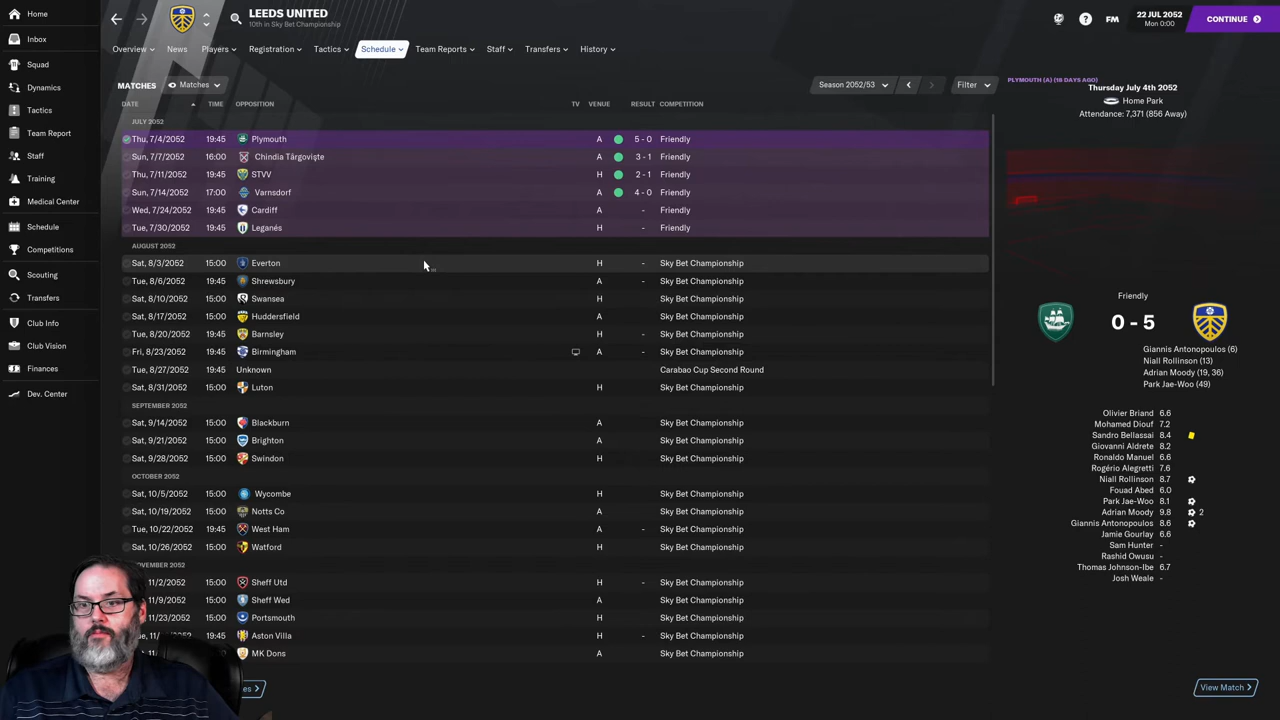 LEEDS UNITED
10th in Sky Bet Championship
22 JUL 2052
Mon 0:00
FM
CONTINUE
Home
Inbox
Squad
Dynamics
Tactics
Team Report
Staff
Training
Medical Center
Schedule
Competitions
Scouting
Transfers
Club Info
Club Vision
Finances
Dev. Center
Overview News Players Registration Tactics Schedule Team Reports Staff Transfers History
MATCHES Matches Season 2052/53 Filter
DATE TIME OPPOSITION TV VENUE RESULT COMPETITION
JULY 2052
Thu, 7/4/2052 19:45 Plymouth A 5 - 0 Friendly
Sun, 7/7/2052 16:00 Chindia Târgoviște A 3 - 1 Friendly
Thu, 7/11/2052 19:45 STVV H 2 - 1 Friendly
Sun, 7/14/2052 17:00 Varnsdorf A 4 - 0 Friendly
Wed, 7/24/2052 19:45 Cardiff A - Friendly
Tue, 7/30/2052 19:45 Leganés H - Friendly
AUGUST 2052
Sat, 8/3/2052 15:00 Everton H - Sky Bet Championship
Tue, 8/6/2052 19:45 Shrewsbury A - Sky Bet Championship
Sat, 8/10/2052 15:00 Swansea H Sky Bet Championship
Sat, 8/17/2052 15:00 Huddersfield A Sky Bet Championship
Tue, 8/20/2052 19:45 Barnsley H - Sky Bet Championship
Fri, 8/23/2052 19:45 Birmingham A - Sky Bet Championship
Tue, 8/27/2052 19:45 Unknown Carabao Cup Second Round
Sat, 8/31/2052 15:00 Luton H Sky Bet Championship
SEPTEMBER 2052
Sat, 9/14/2052 15:00 Blackburn A Sky Bet Championship
Sat, 9/21/2052 15:00 Brighton A Sky Bet Championship
Sat, 9/28/2052 15:00 Swindon H Sky Bet Championship
OCTOBER 2052
Sat, 10/5/2052 15:00 Wycombe H Sky Bet Championship
Sat, 10/19/2052 15:00 Notts Co A Sky Bet Championship
Tue, 10/22/2052 19:45 West Ham A - Sky Bet Championship
Sat, 10/26/2052 15:00 Watford H Sky Bet Championship
NOVEMBER 2052
11/2/2052 15:00 Sheff Utd H Sky Bet Championship
11/9/2052 15:00 Sheff Wed A Sky Bet Championship
11/23/2052 15:00 Portsmouth H Sky Bet Championship
19:45 Aston Villa H - Sky Bet Championship
15:00 MK Dons A Sky Bet Championship
PLYMOUTH (A) (18 DAYS AGO)
Thursday July 4th 2052
Home Park
Attendance: 7,371 (856 Away)
Friendly
0 - 5
Giannis Antonopoulos (6)
Niall Rollinson (13)
Adrian Moody (19, 36)
Park Jae-Woo (49)
Olivier Briand 6.6
Mohamed Diouf 7.2
Sandro Bellassai 8.4
Giovanni Aldrete 8.2
Ronaldo Manuel 6.6
Rogério Alegretti 7.6
Niall Rollinson 8.7
Fouad Abed 6.0
Park Jae-Woo 8.1
Adrian Moody 9.8 2
Giannis Antonopoulos 8.6
Jamie Gourlay 6.6
Sam Hunter -
Rashid Owusu -
Thomas Johnson-Ibe 6.7
Josh Weale -
View Match